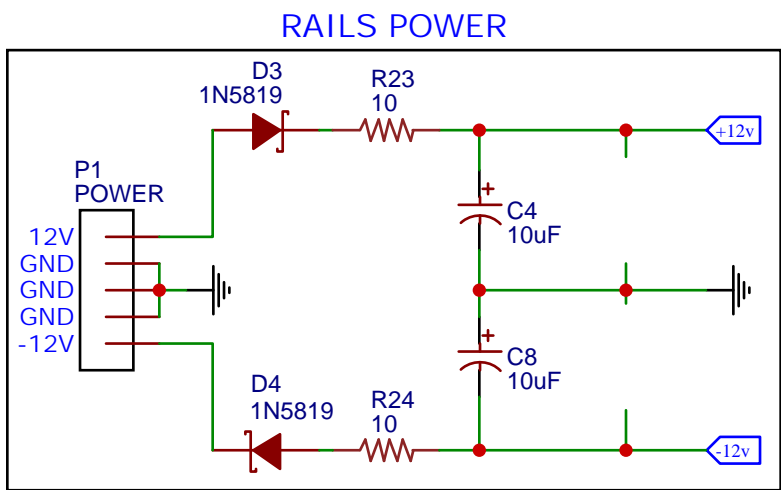 RAILS POWER
D3
1N5819
R23
10
+12v
P1
POWER
12V
GND
GND
GND
-12V
+
C4
10uF
+
C8
10uF
D4
1N5819
R24
10
-12v